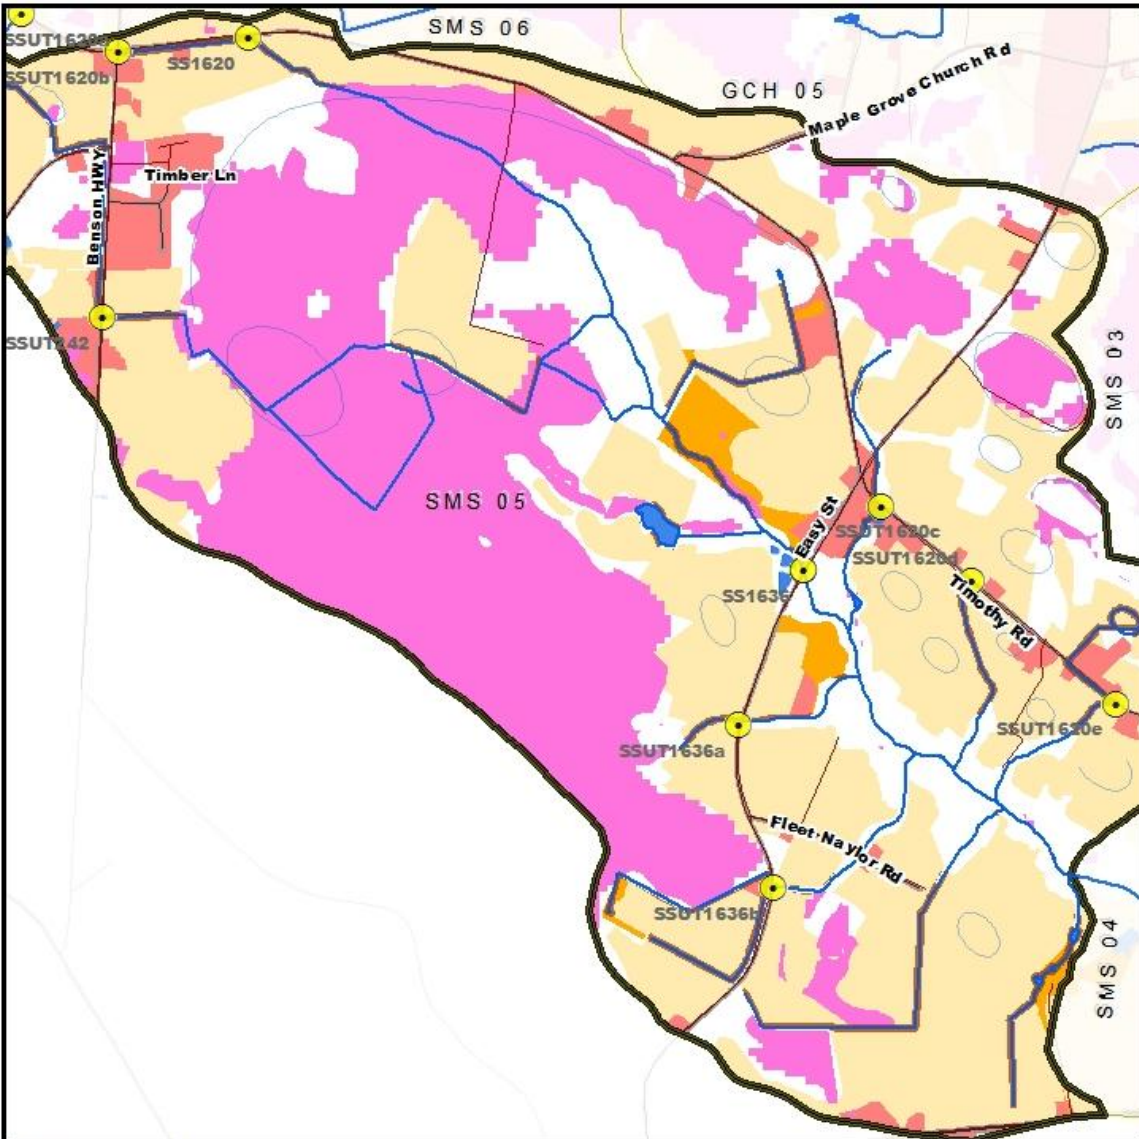 SMS 06
SS1620
SSUT1620b
GCH 05
Maple Grove Church Rd
Timber Ln
Benson HWY
SSUT242
SMS 03
SMS 05
Easy St
SSUT1620c
SSUT1620d
SS1636
Timothy Rd
SSUT1620e
SSUT1636a
Fleet Naylor Rd
SSUT1636b
SMS 04